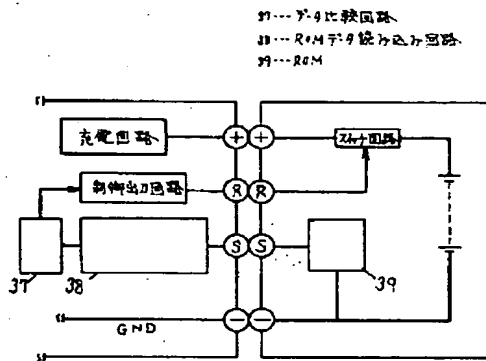 37…データ比較回路
38…ROMデータ読み込み回路
39…ROM
充電回路
+ +
スイッチ回路
制御出力回路
R R
S S
37
38
39
GND
− −